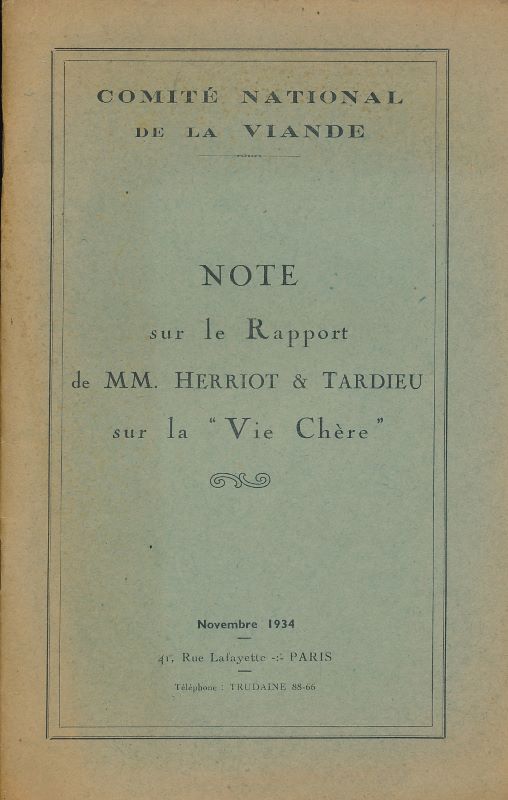 COMITÉ NATIONAL
DE LA VIANDE
NOTE
sur le Rapport
de MM. HERRIOT & TARDIEU
sur la "Vie Chère"
Novembre 1934
41, Rue Lafayette -:- PARIS
Téléphone : TRUDAINE 88-66